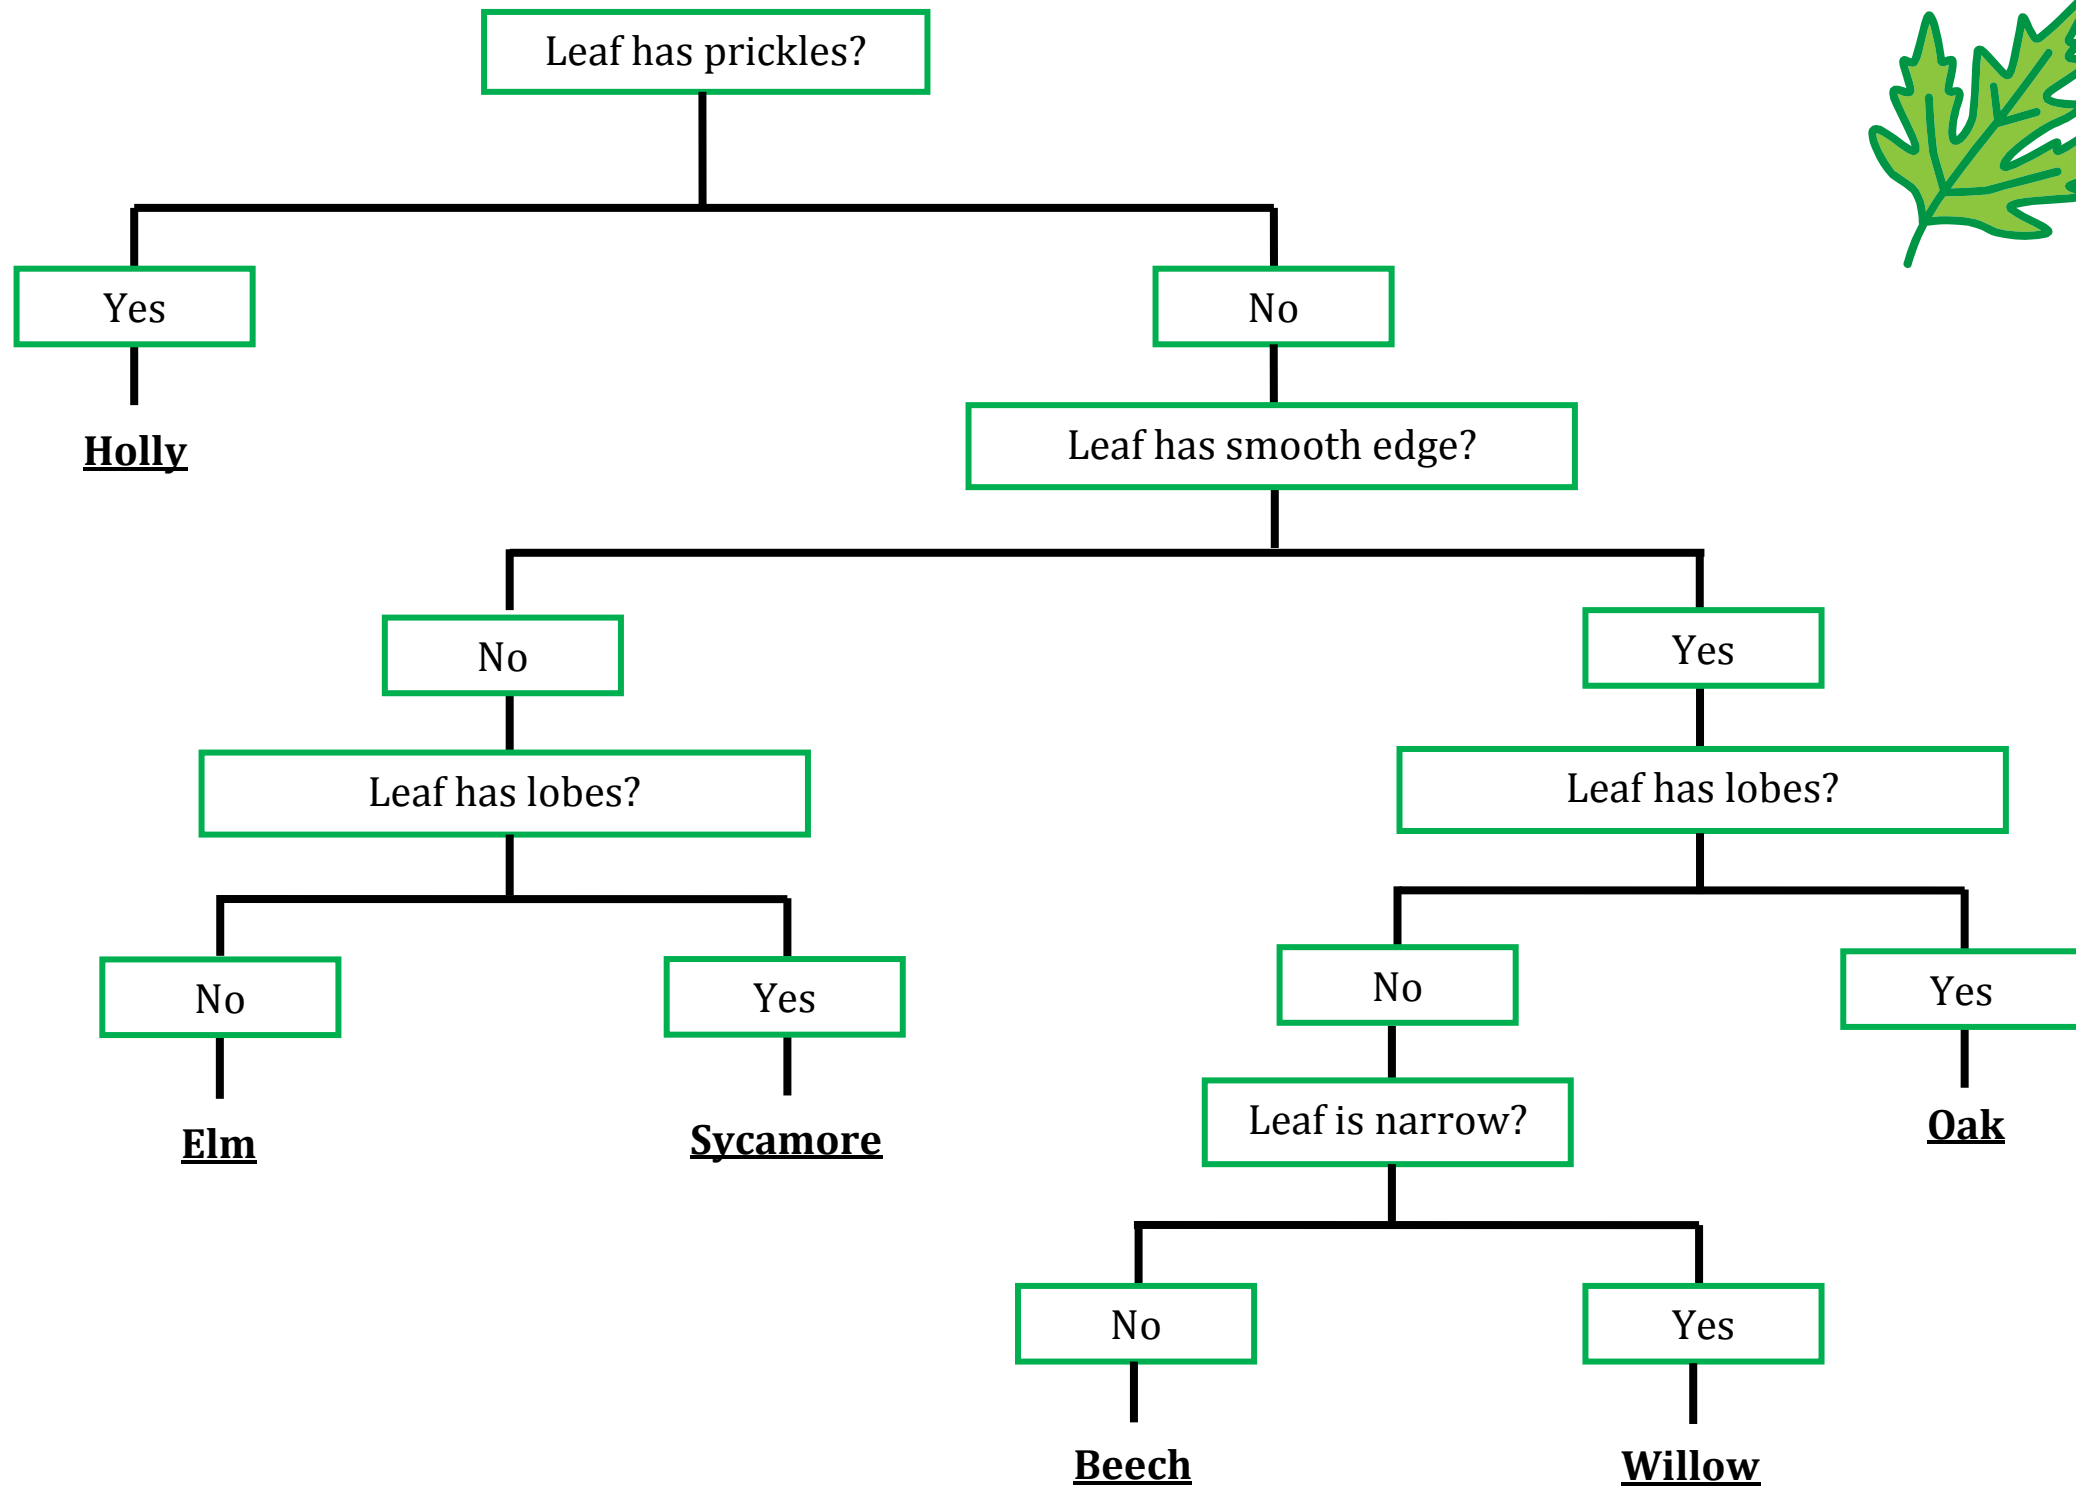 Leaf has prickles?
Yes
No
Holly
Leaf has smooth edge?
No
Yes
Leaf has lobes?
Leaf has lobes?
No
Yes
No
Yes
Leaf is narrow?
Elm
Sycamore
Oak
No
Yes
Beech
Willow